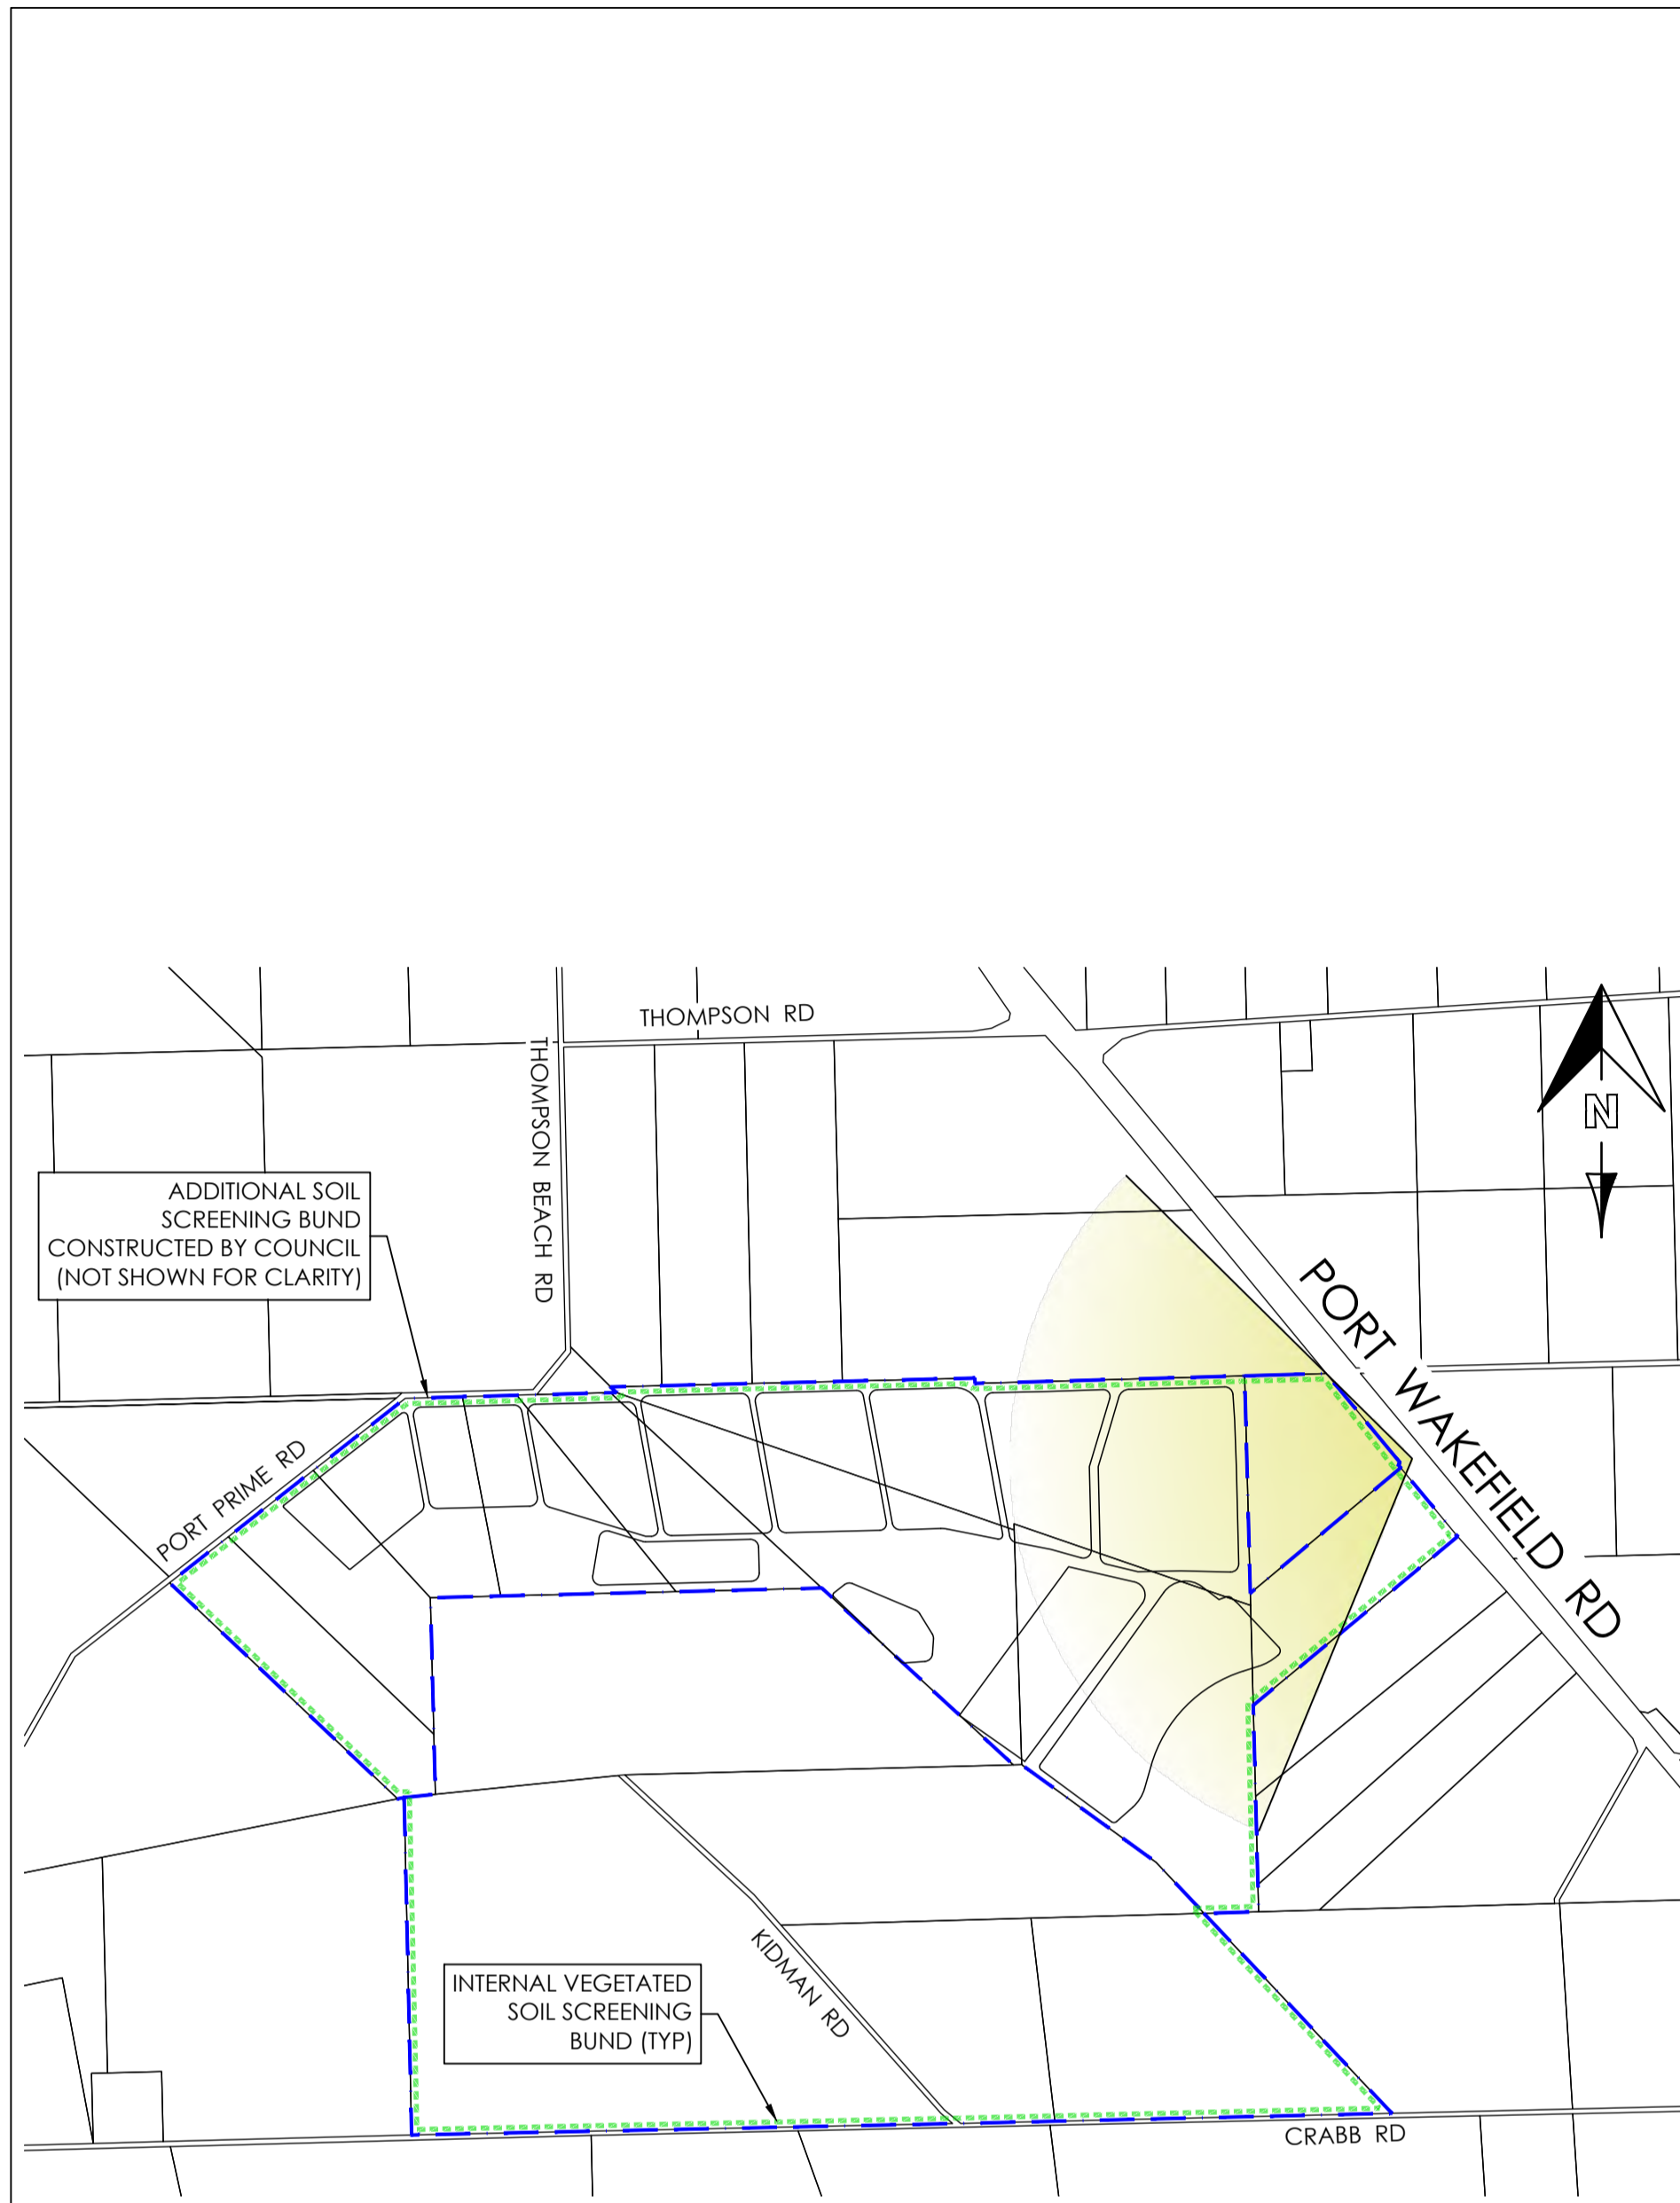 THOMPSON RD
THOMPSON BEACH RD
N
ADDITIONAL SOIL
SCREENING BUND
CONSTRUCTED BY COUNCIL
(NOT SHOWN FOR CLARITY)
PORT WAKEFIELD RD
PORT PRIME RD
KIDMAN RD
INTERNAL VEGETATED
SOIL SCREENING
BUND (TYP)
CRABB RD